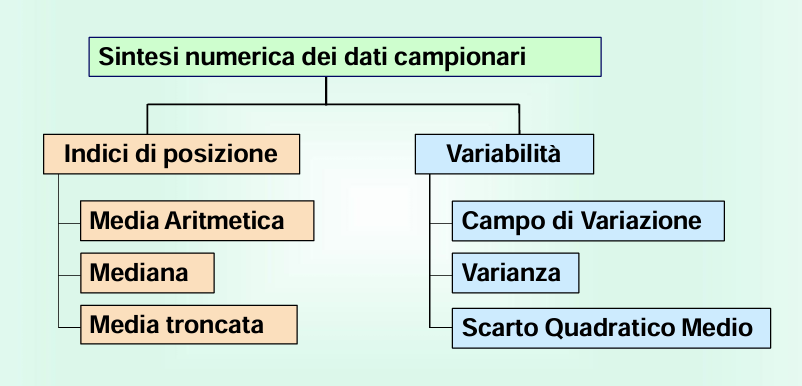 Sintesi numerica dei dati campionari
Indici di posizione
Variabilità
Media Aritmetica
Campo di Variazione
Mediana
Varianza
Media troncata
Scarto Quadratico Medio